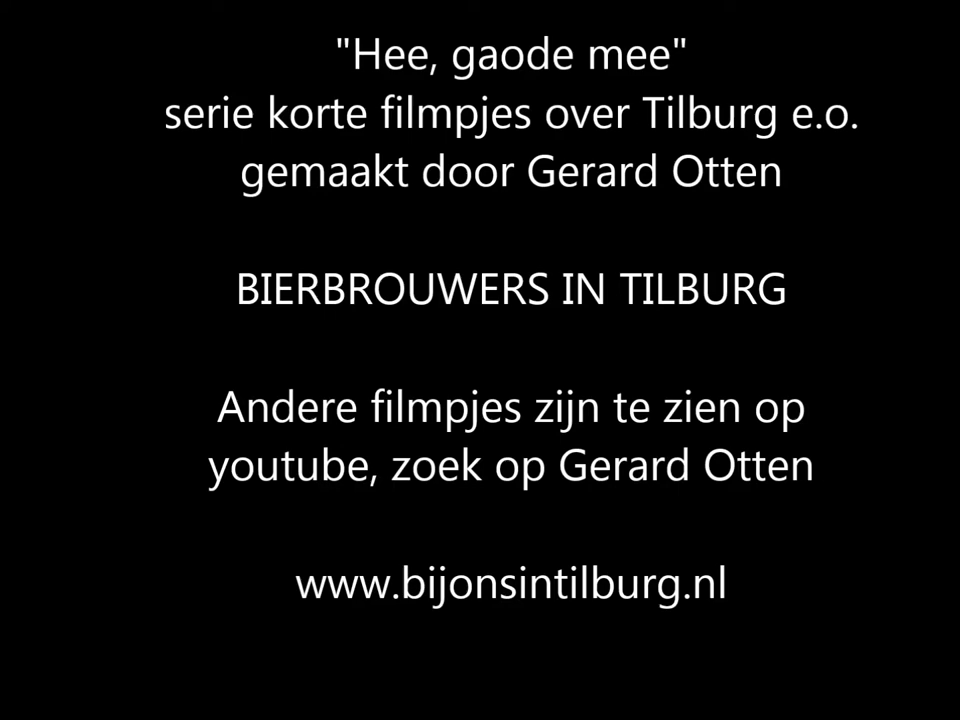 "Hee, gaode mee"
serie korte filmpjes over Tilburg e.o.
gemaakt door Gerard Otten
BIERBROUWERS IN TILBURG
Andere filmpjes zijn te zien op
youtube, zoek op Gerard Otten
www.bijonsintilburg.nl